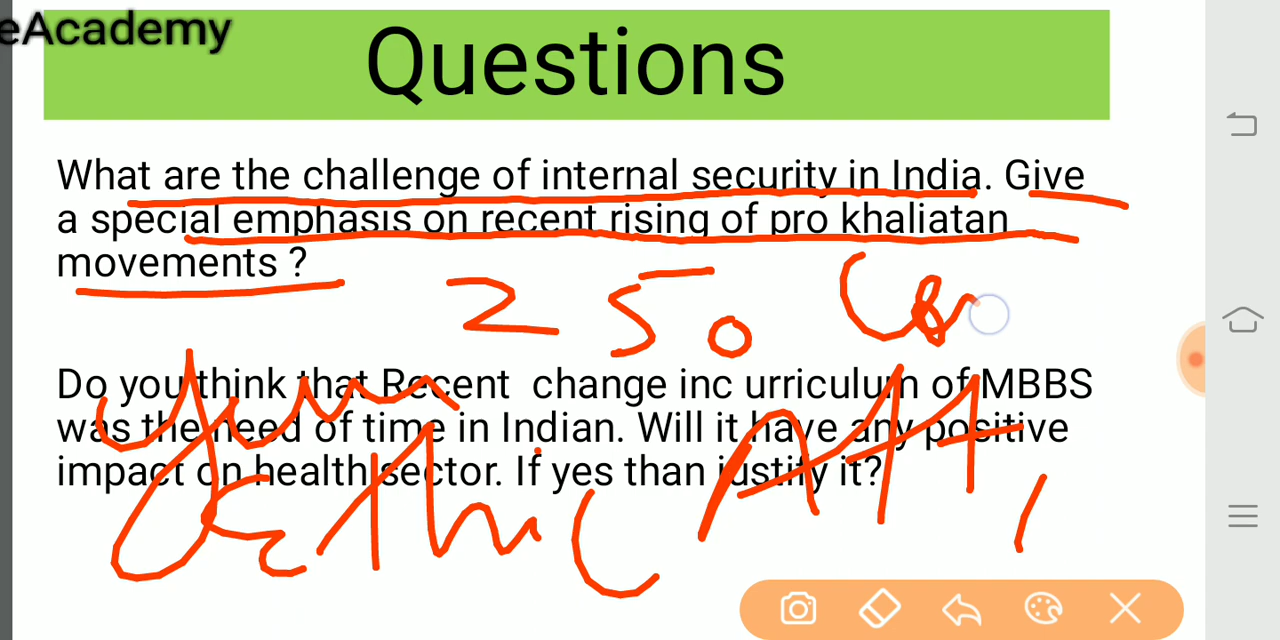 eAcademy
Questions
What are the challenge of internal security in India. Give
a special emphasis on recent rising of pro khaliatan
movements ?
250
Do you think that Recent change inc urriculum of MBBS
was the need of time in Indian. Will it have any positive
impact on health sector. If yes than justify it?
Ethic Atti